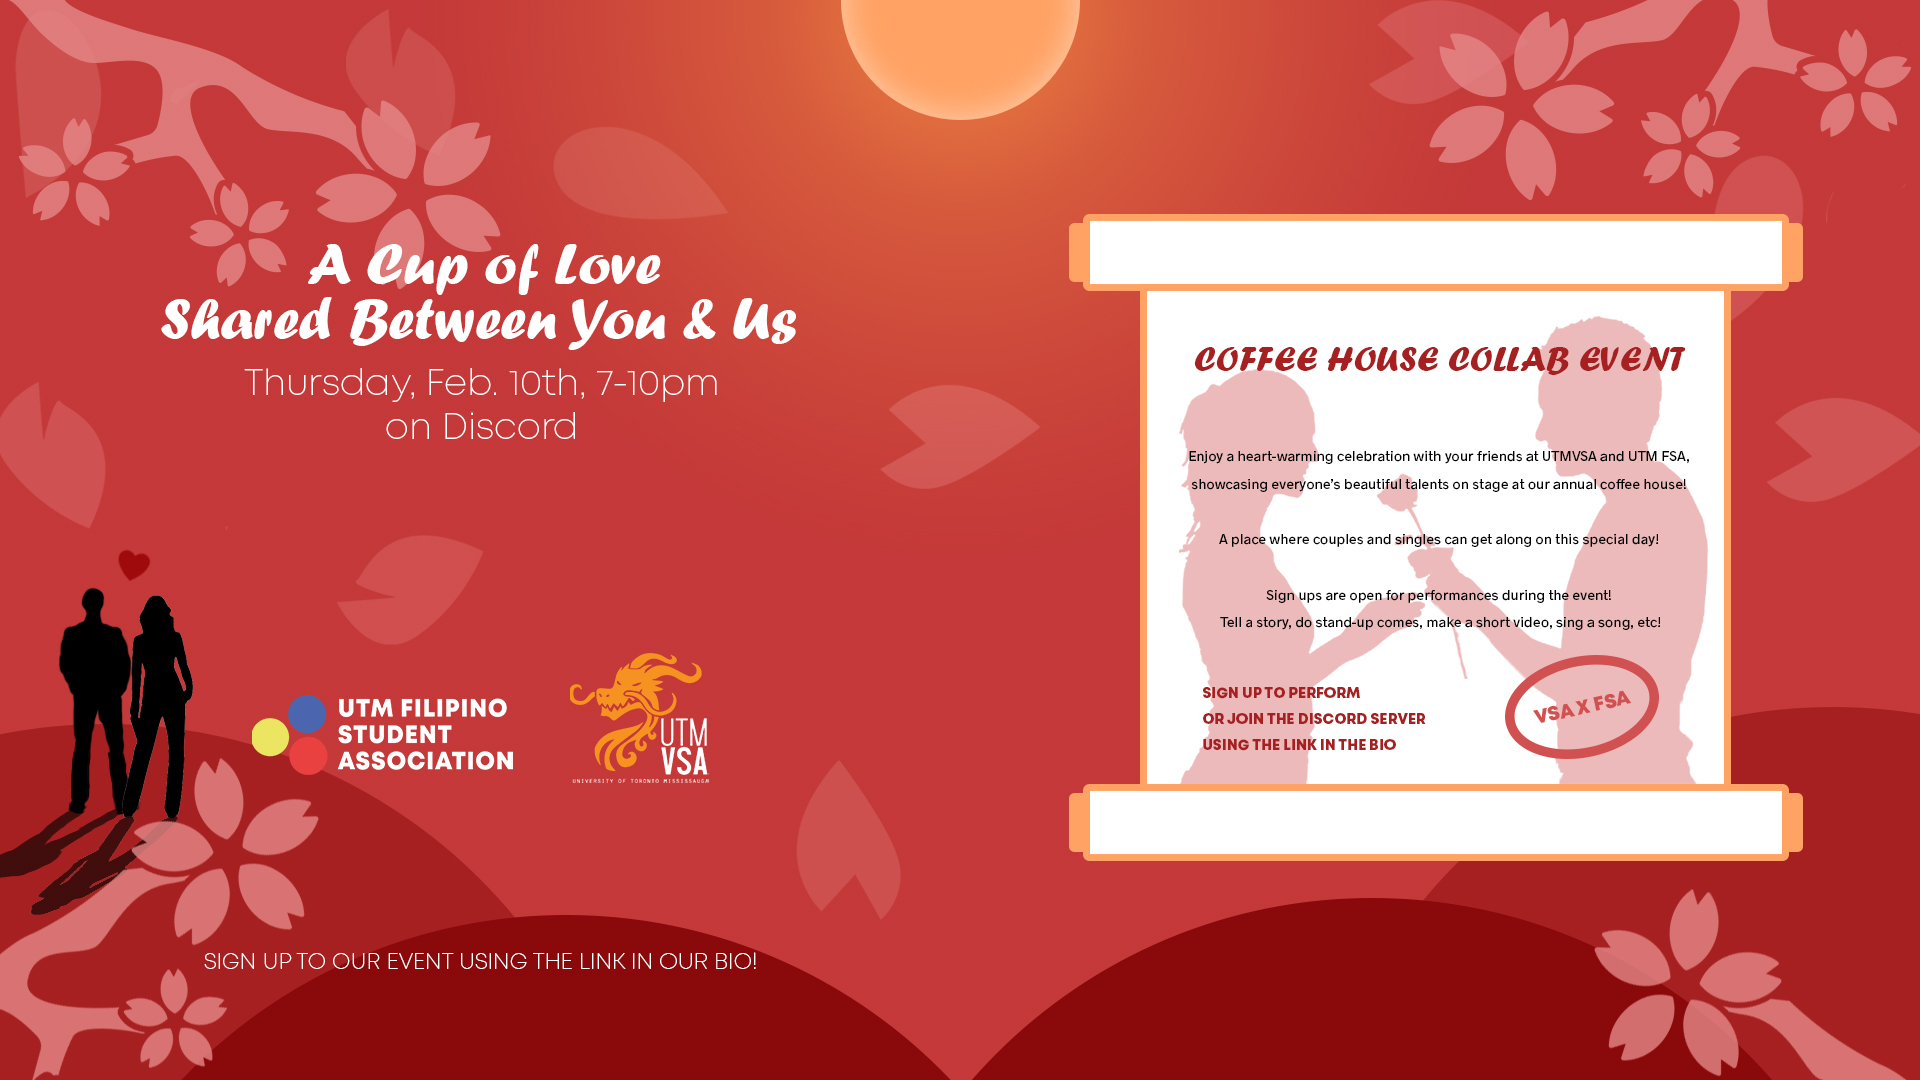 A Cup of Love
Shared Between You & Us
Thursday, Feb. 10th, 7-10pm
on Discord
UTM FILIPINO
STUDENT
ASSOCIATION
UTM
VSA
UNIVERSITY OF TORONTO MISSISSAUGA
SIGN UP TO OUR EVENT USING THE LINK IN OUR BIO!
COFFEE HOUSE COLLAB EVENT
Enjoy a heart-warming celebration with your friends at UTMVSA and UTM FSA,
showcasing everyone's beautiful talents on stage at our annual coffee house!
A place where couples and singles can get along on this special day!
Sign ups are open for performances during the event!
Tell a story, do stand-up comes, make a short video, sing a song, etc!
SIGN UP TO PERFORM
OR JOIN THE DISCORD SERVER
USING THE LINK IN THE BIO
VSA X FSA